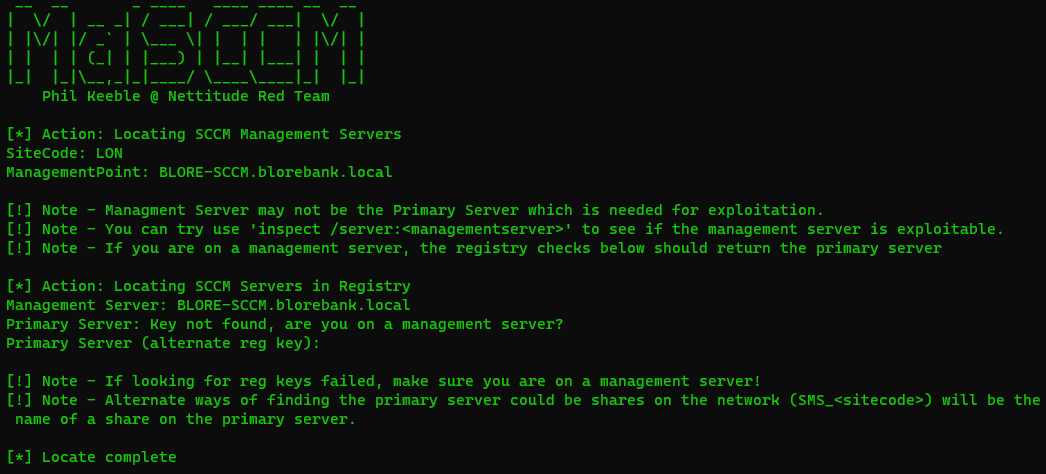 MalSCCM
Phil Keeble @ Nettitude Red Team
[*] Action: Locating SCCM Management Servers
SiteCode: LON
ManagementPoint: BLORE-SCCM.blorebank.local
[!] Note - Managment Server may not be the Primary Server which is needed for exploitation.
[!] Note - You can try use 'inspect /server:<managementserver>' to see if the management server is exploitable.
[!] Note - If you are on a management server, the registry checks below should return the primary server
[*] Action: Locating SCCM Servers in Registry
Management Server: BLORE-SCCM.blorebank.local
Primary Server: Key not found, are you on a management server?
Primary Server (alternate reg key):
[!] Note - If looking for reg keys failed, make sure you are on a management server!
[!] Note - Alternate ways of finding the primary server could be shares on the network (SMS_<sitecode>) will be the
name of a share on the primary server.
[*] Locate complete